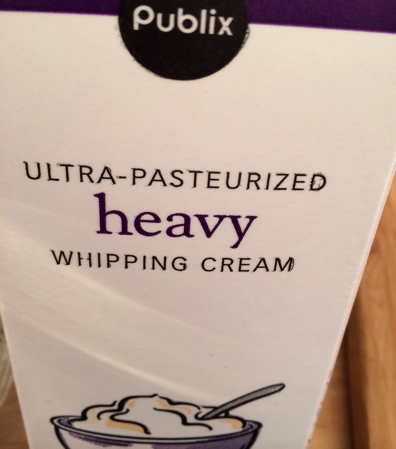 Publix
ULTRA-PASTEURIZED
heavy
WHIPPING CREAM